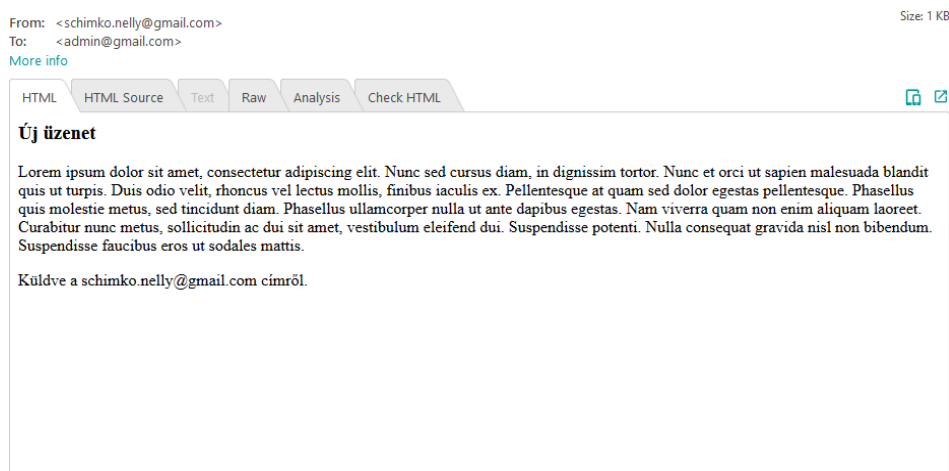 From: <schimko.nelly@gmail.com>
Size: 1 KB
To: <admin@gmail.com>
More info
HTML HTML Source Text Raw Analysis Check HTML
Új üzenet
Lorem ipsum dolor sit amet, consectetur adipiscing elit. Nunc sed cursus diam, in dignissim tortor. Nunc et orci ut sapien malesuada blandit
quis ut turpis. Duis odio velit, rhoncus vel lectus mollis, finibus iaculis ex. Pellentesque at quam sed dolor egestas pellentesque. Phasellus
quis molestie metus, sed tincidunt diam. Phasellus ullamcorper nulla ut ante dapibus egestas. Nam viverra quam non enim aliquam laoreet.
Curabitur nunc metus, sollicitudin ac dui sit amet, vestibulum eleifend dui. Suspendisse potenti. Nulla consequat gravida nisl non bibendum.
Suspendisse faucibus eros ut sodales mattis.
Küldve a schimko.nelly@gmail.com címről.